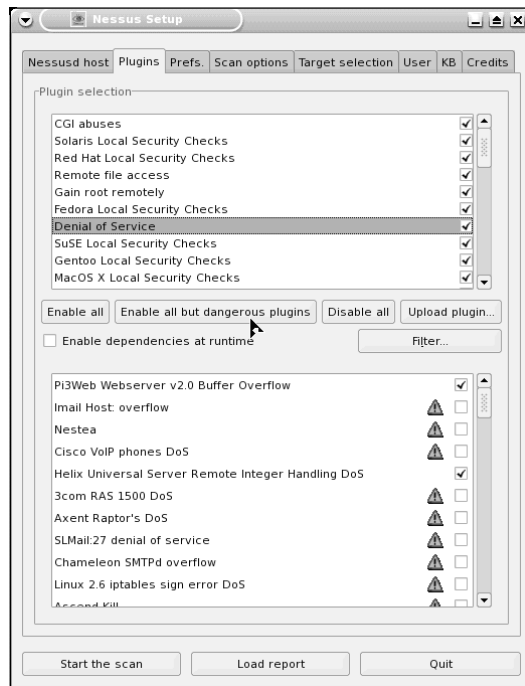 Nessus Setup
Nessusd host Plugins Prefs. Scan options Target selection User KB Credits
Plugin selection
CGI abuses
Solaris Local Security Checks
Red Hat Local Security Checks
Remote file access
Gain root remotely
Fedora Local Security Checks
Denial of Service
SuSE Local Security Checks
Gentoo Local Security Checks
MacOS X Local Security Checks
Enable all Enable all but dangerous plugins Disable all Upload plugin...
Enable dependencies at runtime Filter...
Pi3Web Webserver v2.0 Buffer Overflow
Imail Host: overflow
Nestea
Cisco VoIP phones DoS
Helix Universal Server Remote Integer Handling DoS
3com RAS 1500 DoS
Axent Raptor's DoS
SLMail:27 denial of service
Chameleon SMTPd overflow
Linux 2.6 iptables sign error DoS
Ascend Kill
Start the scan Load report Quit